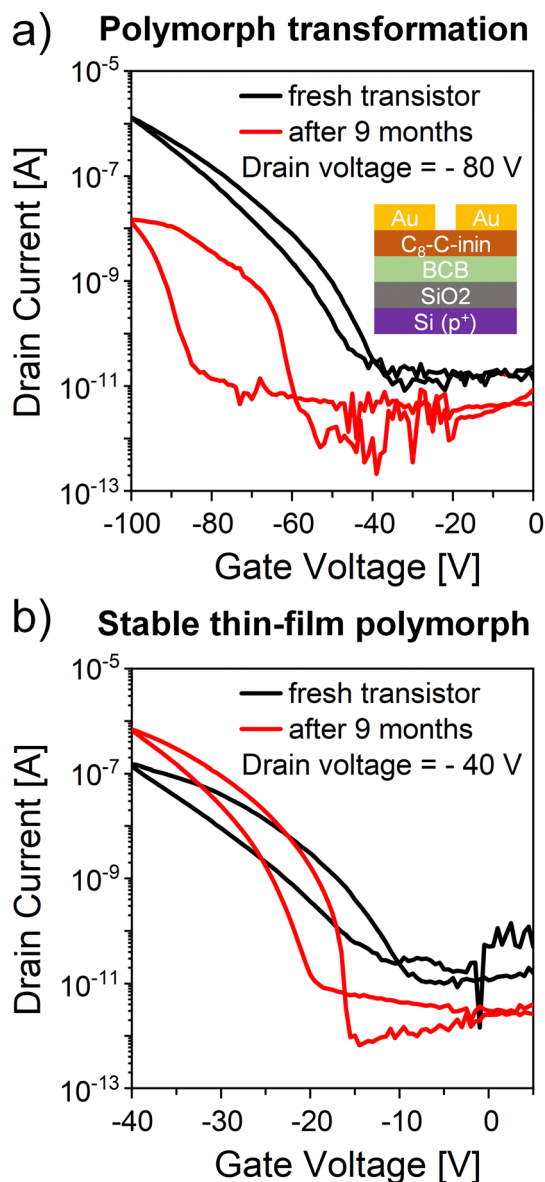 a) Polymorph transformation
10-5
fresh transistor
after 9 months
Drain voltage = - 80 V
10-7
Au Au
C8-C-inin
BCB
SiO2
Si (p+)
10-9
10-11
10-13
Drain Current [A]
-100 -80 -60 -40 -20 0
Gate Voltage [V]
b) Stable thin-film polymorph
10-5
fresh transistor
after 9 months
Drain voltage = - 40 V
10-7
10-9
10-11
10-13
Drain Current [A]
-40 -30 -20 -10 0
Gate Voltage [V]